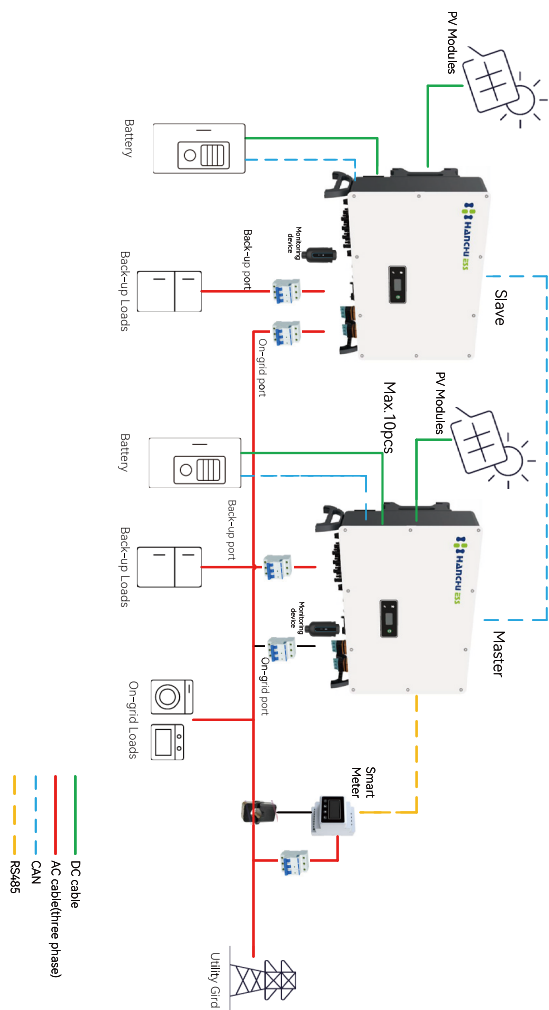 PV Modules
Battery
HANCHU ESS
Slave
Monitoring
device
Back-up port
Back-up Loads
On-grid port
Max.10pcs
PV Modules
Battery
HANCHU ESS
Master
Back-up port
Back-up Loads
Monitoring
device
On-grid port
On-grid Loads
Smart
Meter
Utility Gird
DC cable
AC cable(three phase)
CAN
RS485